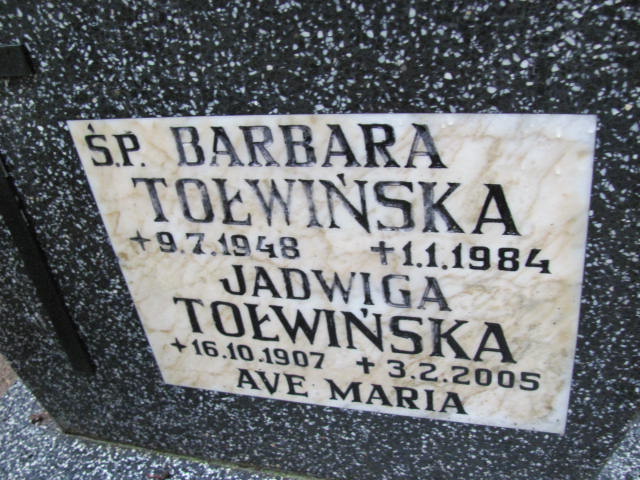 Ś.P. BARBARA
TOŁWIŃSKA
+9.7.1948 +1.1.1984
JADWIGA
TOŁWIŃSKA
+16.10.1907 +3.2.2005
AVE MARIA